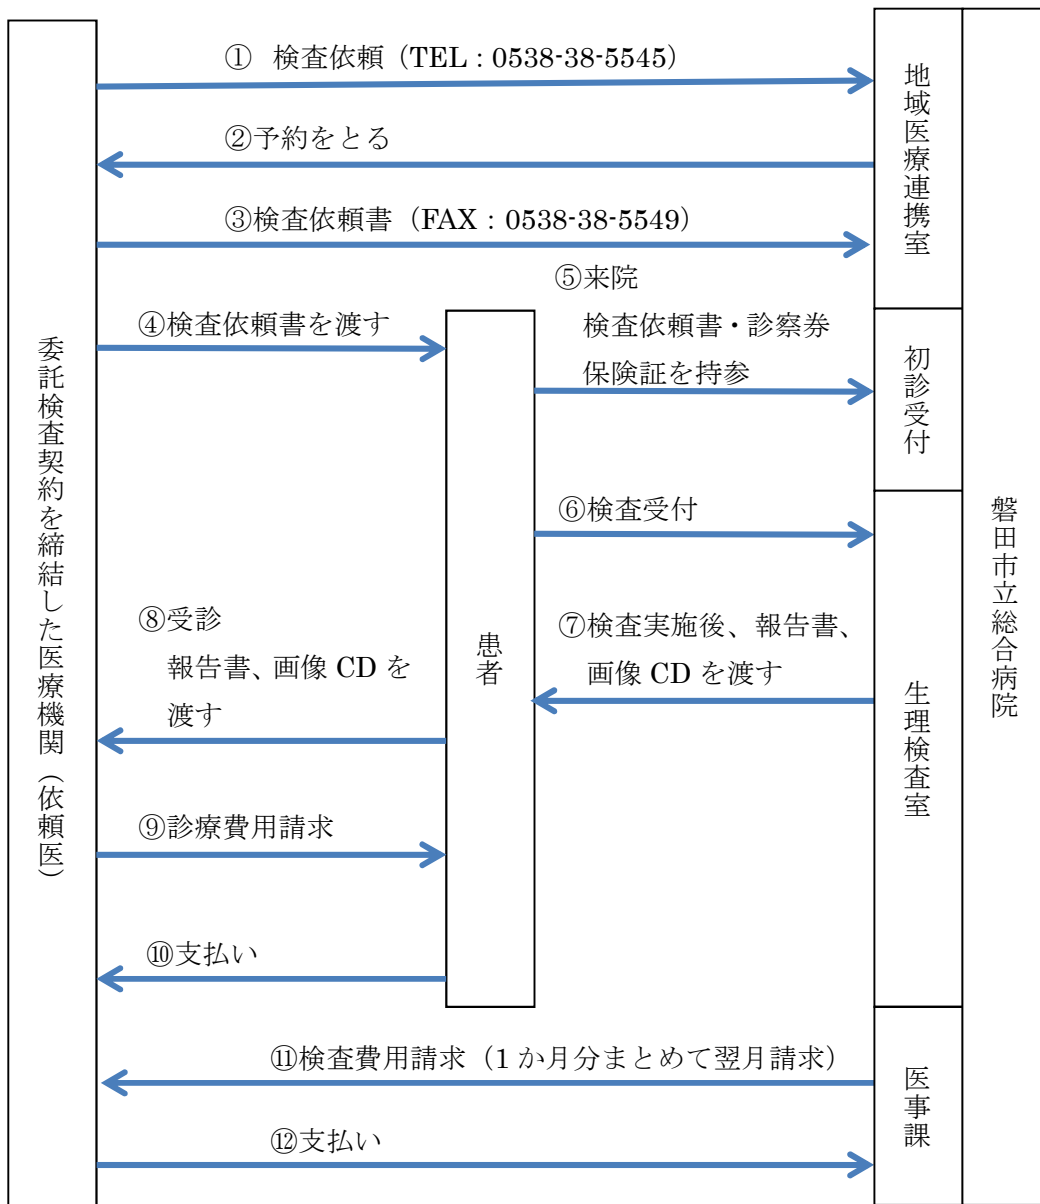 ① 検査依頼（TEL：0538-38-5545）
②予約をとる
③検査依頼書（FAX：0538-38-5549）
④検査依頼書を渡す
⑤来院
検査依頼書・診察券
保険証を持参
⑥検査受付
⑦検査実施後、報告書、
画像 CD を渡す
⑧受診
報告書、画像 CD を
渡す
⑨診療費用請求
⑩支払い
⑪検査費用請求（1 か月分まとめて翌月請求）
⑫支払い
委託検査契約を締結した医療機関（依頼医）
患者
地域医療連携室
初診受付
生理検査室
医事課
磐田市立総合病院